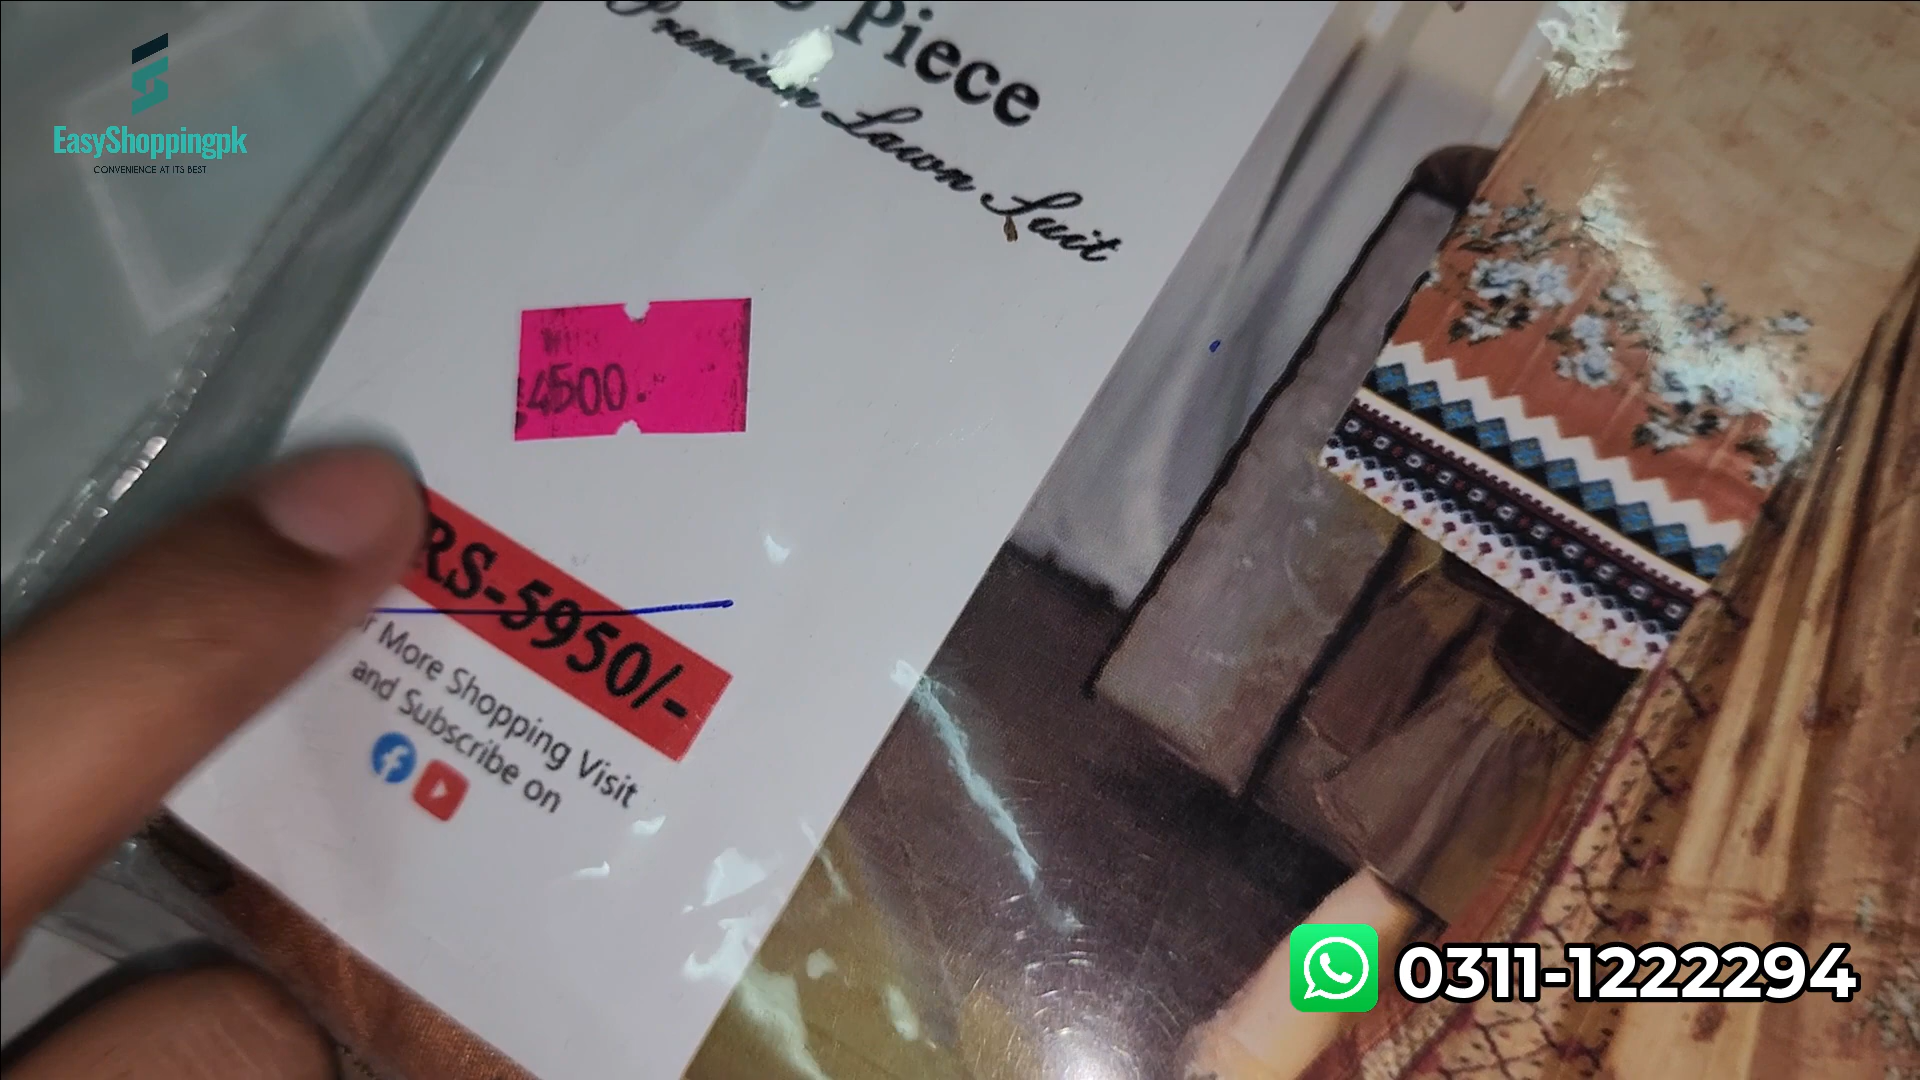 EasyShoppingpk
CONVENIENCE AT ITS BEST
Piece
Premium Lawn Suit
4500.
RS-5950/-
More Shopping Visit
and Subscribe on
0311-1222294